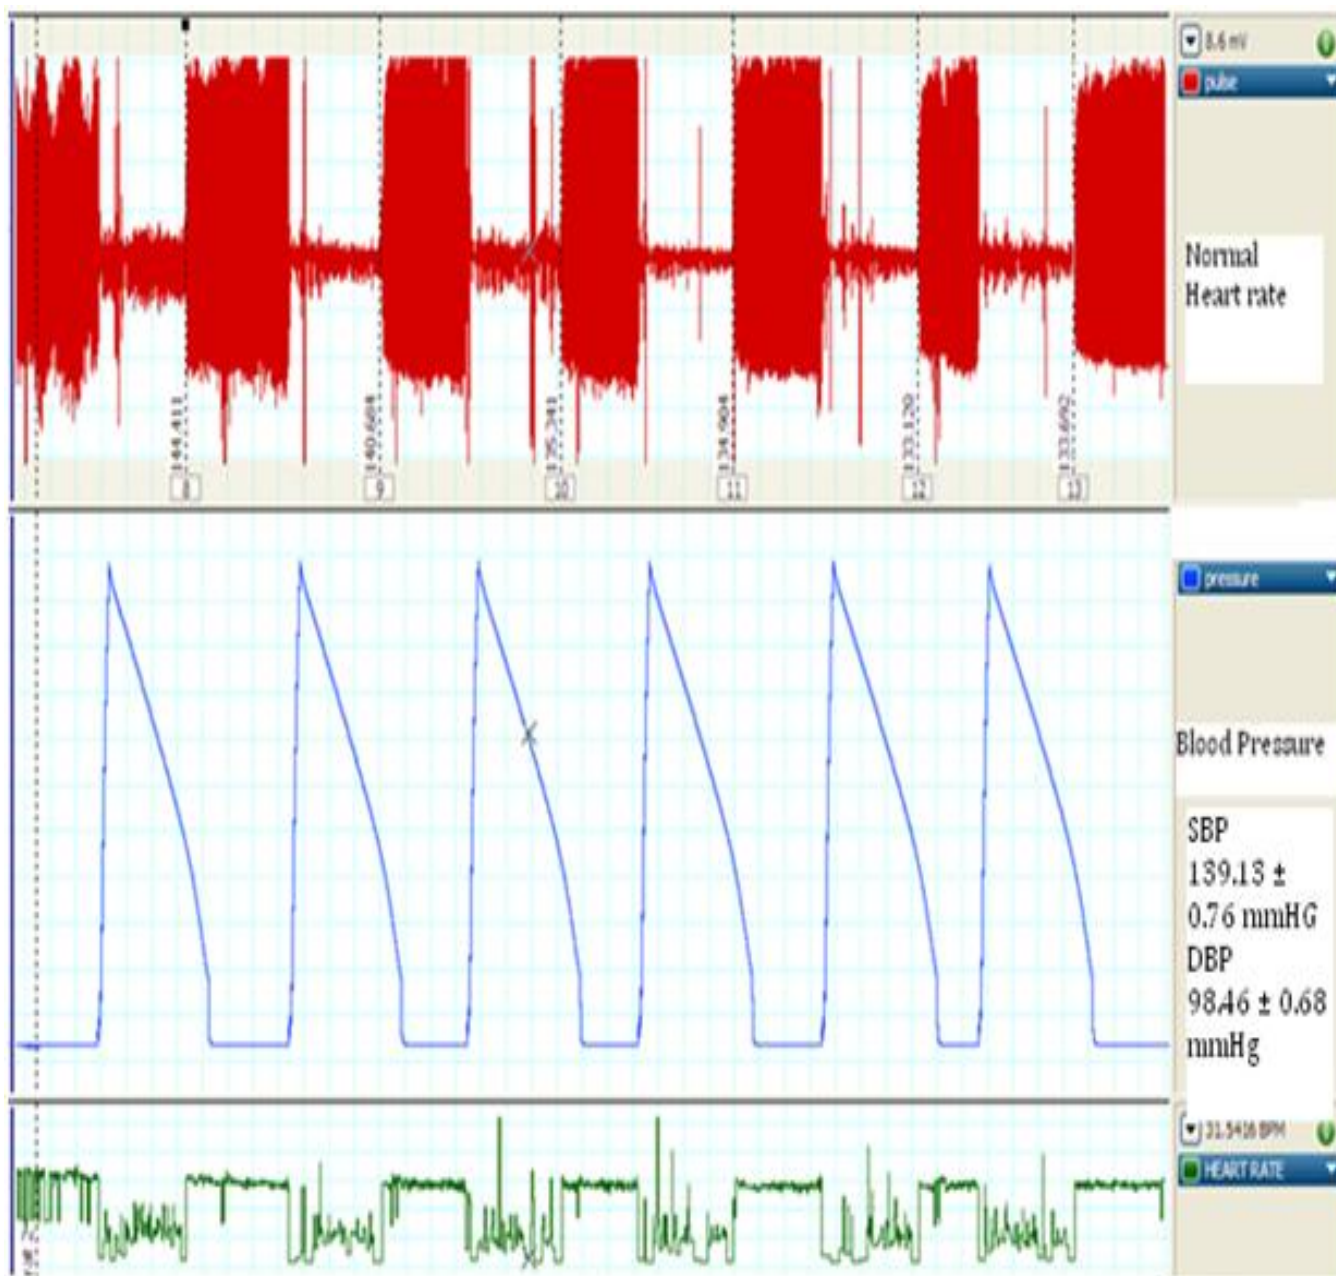 8.6 mV
pulse
Normal
Heart rate
144.411
140.684
135.341
134.904
133.120
133.692
8
9
10
11
12
13
pressure
Blood Pressure
SBP
139.13 ±
0.76 mmHG
DBP
98.46 ± 0.68
mmHg
31.5416 BPM
HEART RATE